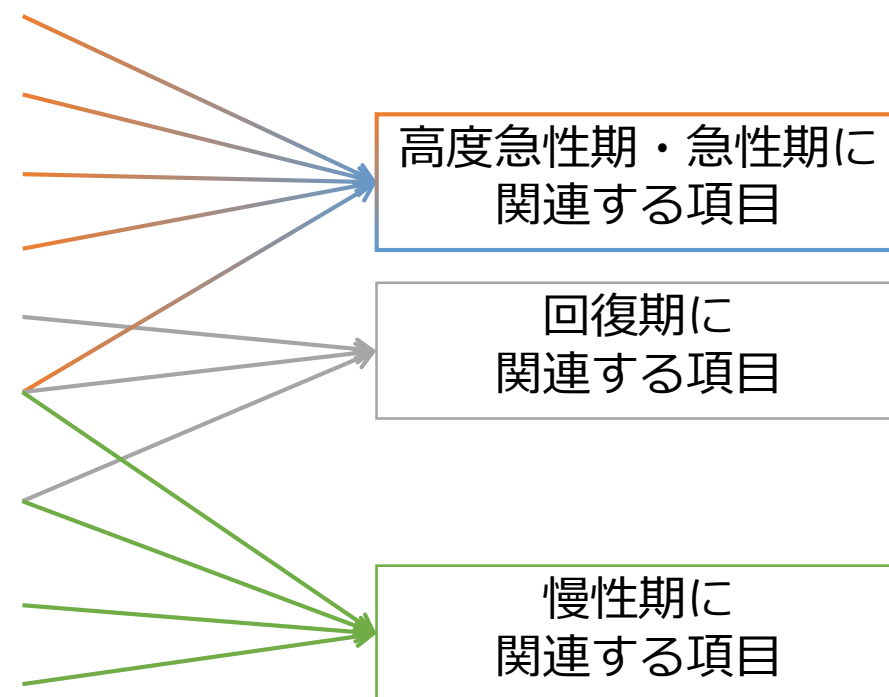 高度急性期・急性期に
関連する項目
回復期に
関連する項目
慢性期に
関連する項目